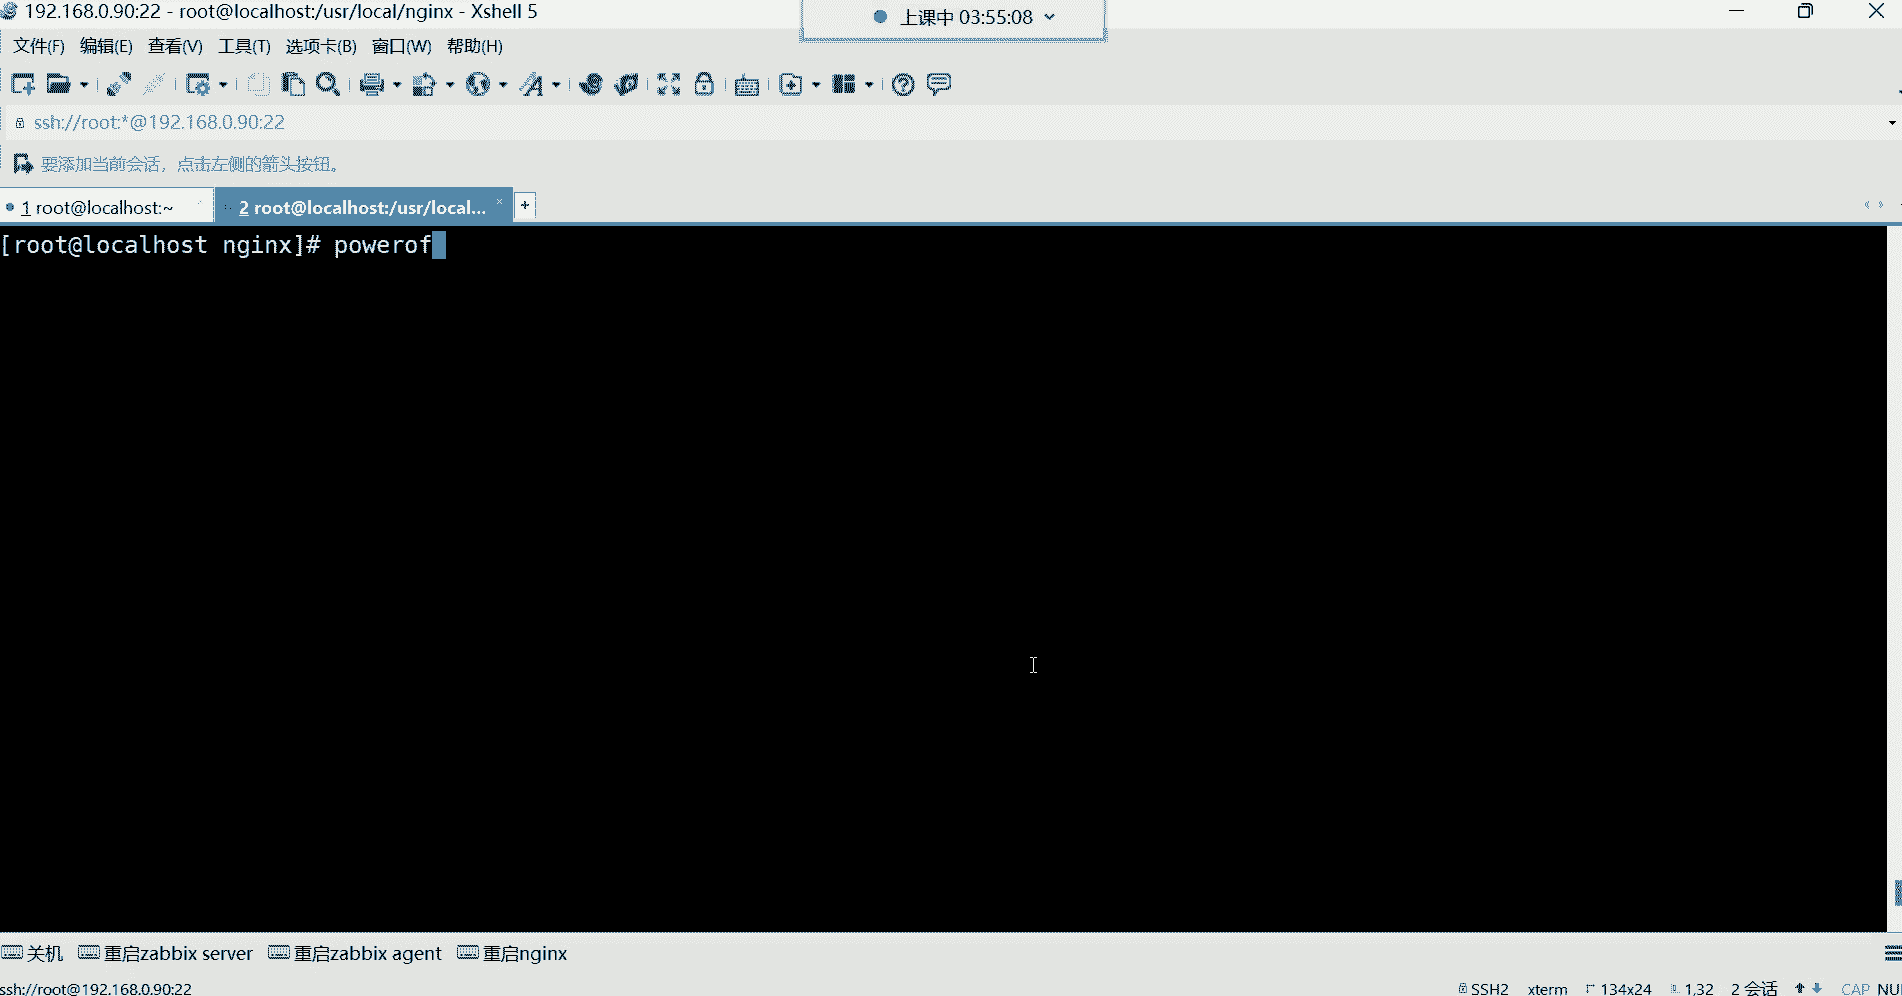 192.168.0.90:22 - root@localhost:/usr/local/nginx - Xshell 5
上课中 03:55:08
文件(F) 编辑(E) 查看(V) 工具(T) 选项卡(B) 窗口(W) 帮助(H)
ssh://root:*@192.168.0.90:22
要添加当前会话，点击左侧的箭头按钮。
1 root@localhost:~ 2 root@localhost:/usr/local... +
[root@localhost nginx]# powerof
关机 重启zabbix server 重启zabbix agent 重启nginx
ssh://root@192.168.0.90:22 SSH2 xterm 134x24 1,32 2 会话 CAP NU